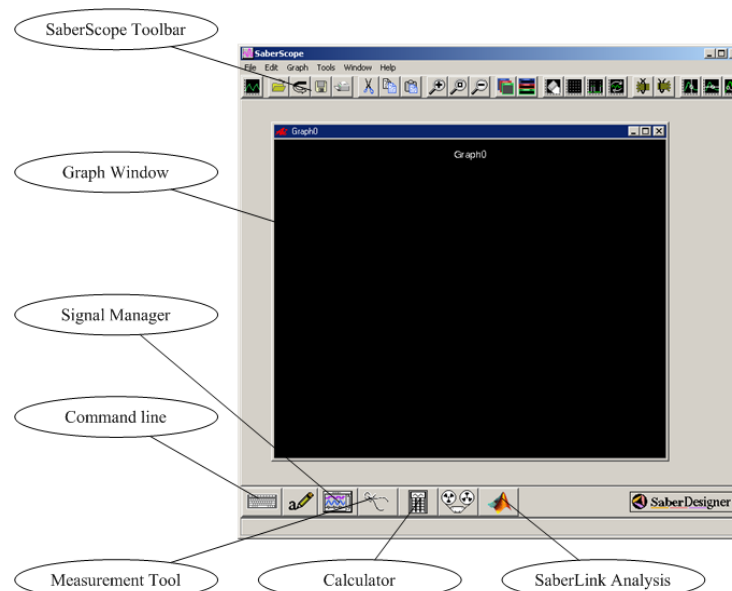 SaberScope Toolbar
SaberScope
File Edit Graph Tools Window Help
Graph0
Graph0
Graph Window
Signal Manager
Command line
a
SaberDesigner
Measurement Tool
Calculator
SaberLink Analysis